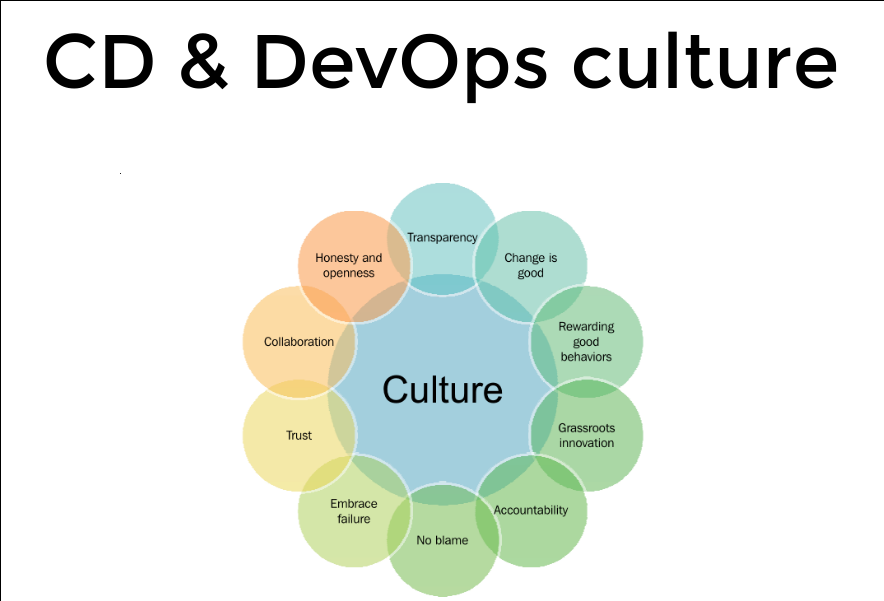 CD & DevOps culture
Transparency
Change is
good
Rewarding
good
behaviors
Grassroots
innovation
Accountability
No blame
Embrace
failure
Trust
Collaboration
Honesty and
openness
Culture